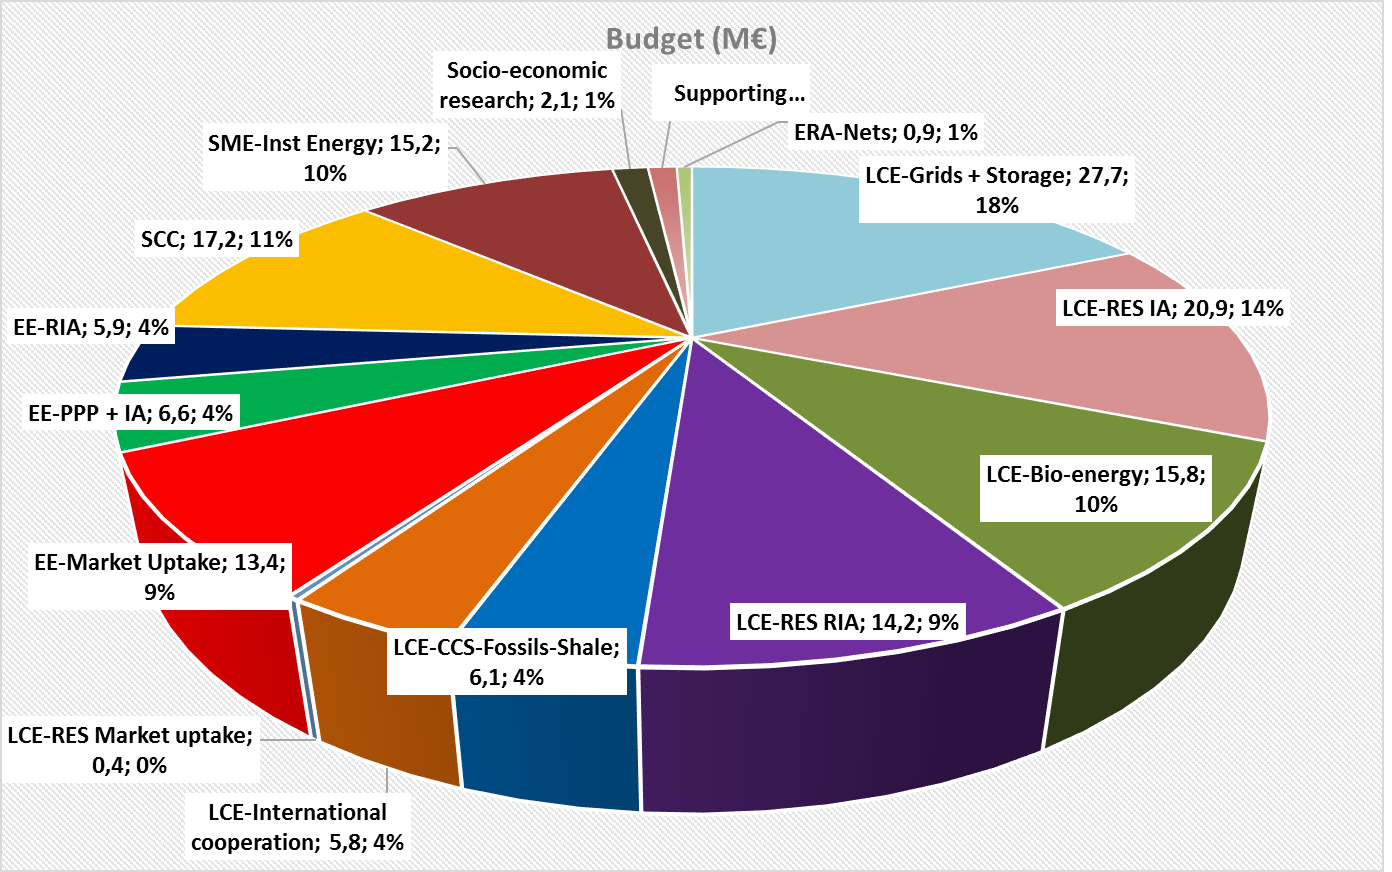 Budget (M€)
Socio-economic
research; 2,1; 1%
Supporting...
ERA-Nets; 0,9; 1%
SME-Inst Energy; 15,2;
10%
LCE-Grids + Storage; 27,7;
18%
SCC; 17,2; 11%
LCE-RES IA; 20,9; 14%
EE-RIA; 5,9; 4%
EE-PPP + IA; 6,6; 4%
LCE-Bio-energy; 15,8;
10%
EE-Market Uptake; 13,4;
9%
LCE-RES RIA; 14,2; 9%
LCE-CCS-Fossils-Shale;
6,1; 4%
LCE-RES Market uptake;
0,4; 0%
LCE-International
cooperation; 5,8; 4%